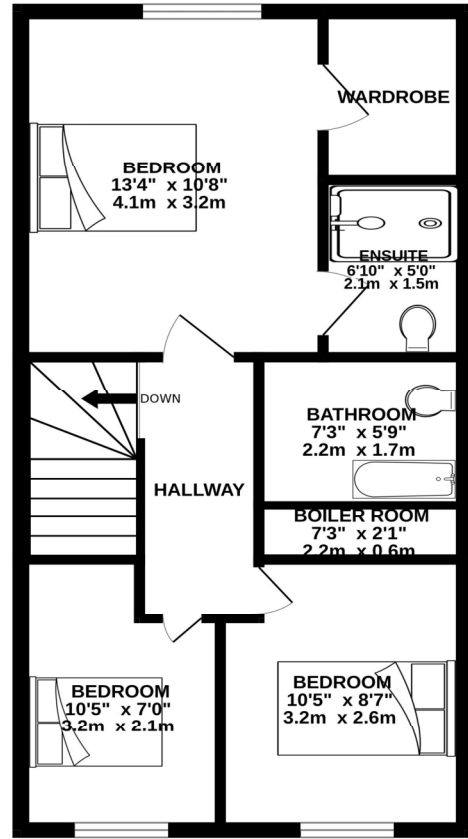 WARDROBE
BEDROOM
13'4" x 10'8"
4.1m x 3.2m
ENSUITE
6'10" x 5'0"
2.1m x 1.5m
DOWN
BATHROOM
7'3" x 5'9"
2.2m x 1.7m
HALLWAY
BOILER ROOM
7'3" x 2'1"
2.2m x 0.6m
BEDROOM
10'5" x 7'0"
3.2m x 2.1m
BEDROOM
10'5" x 8'7"
3.2m x 2.6m